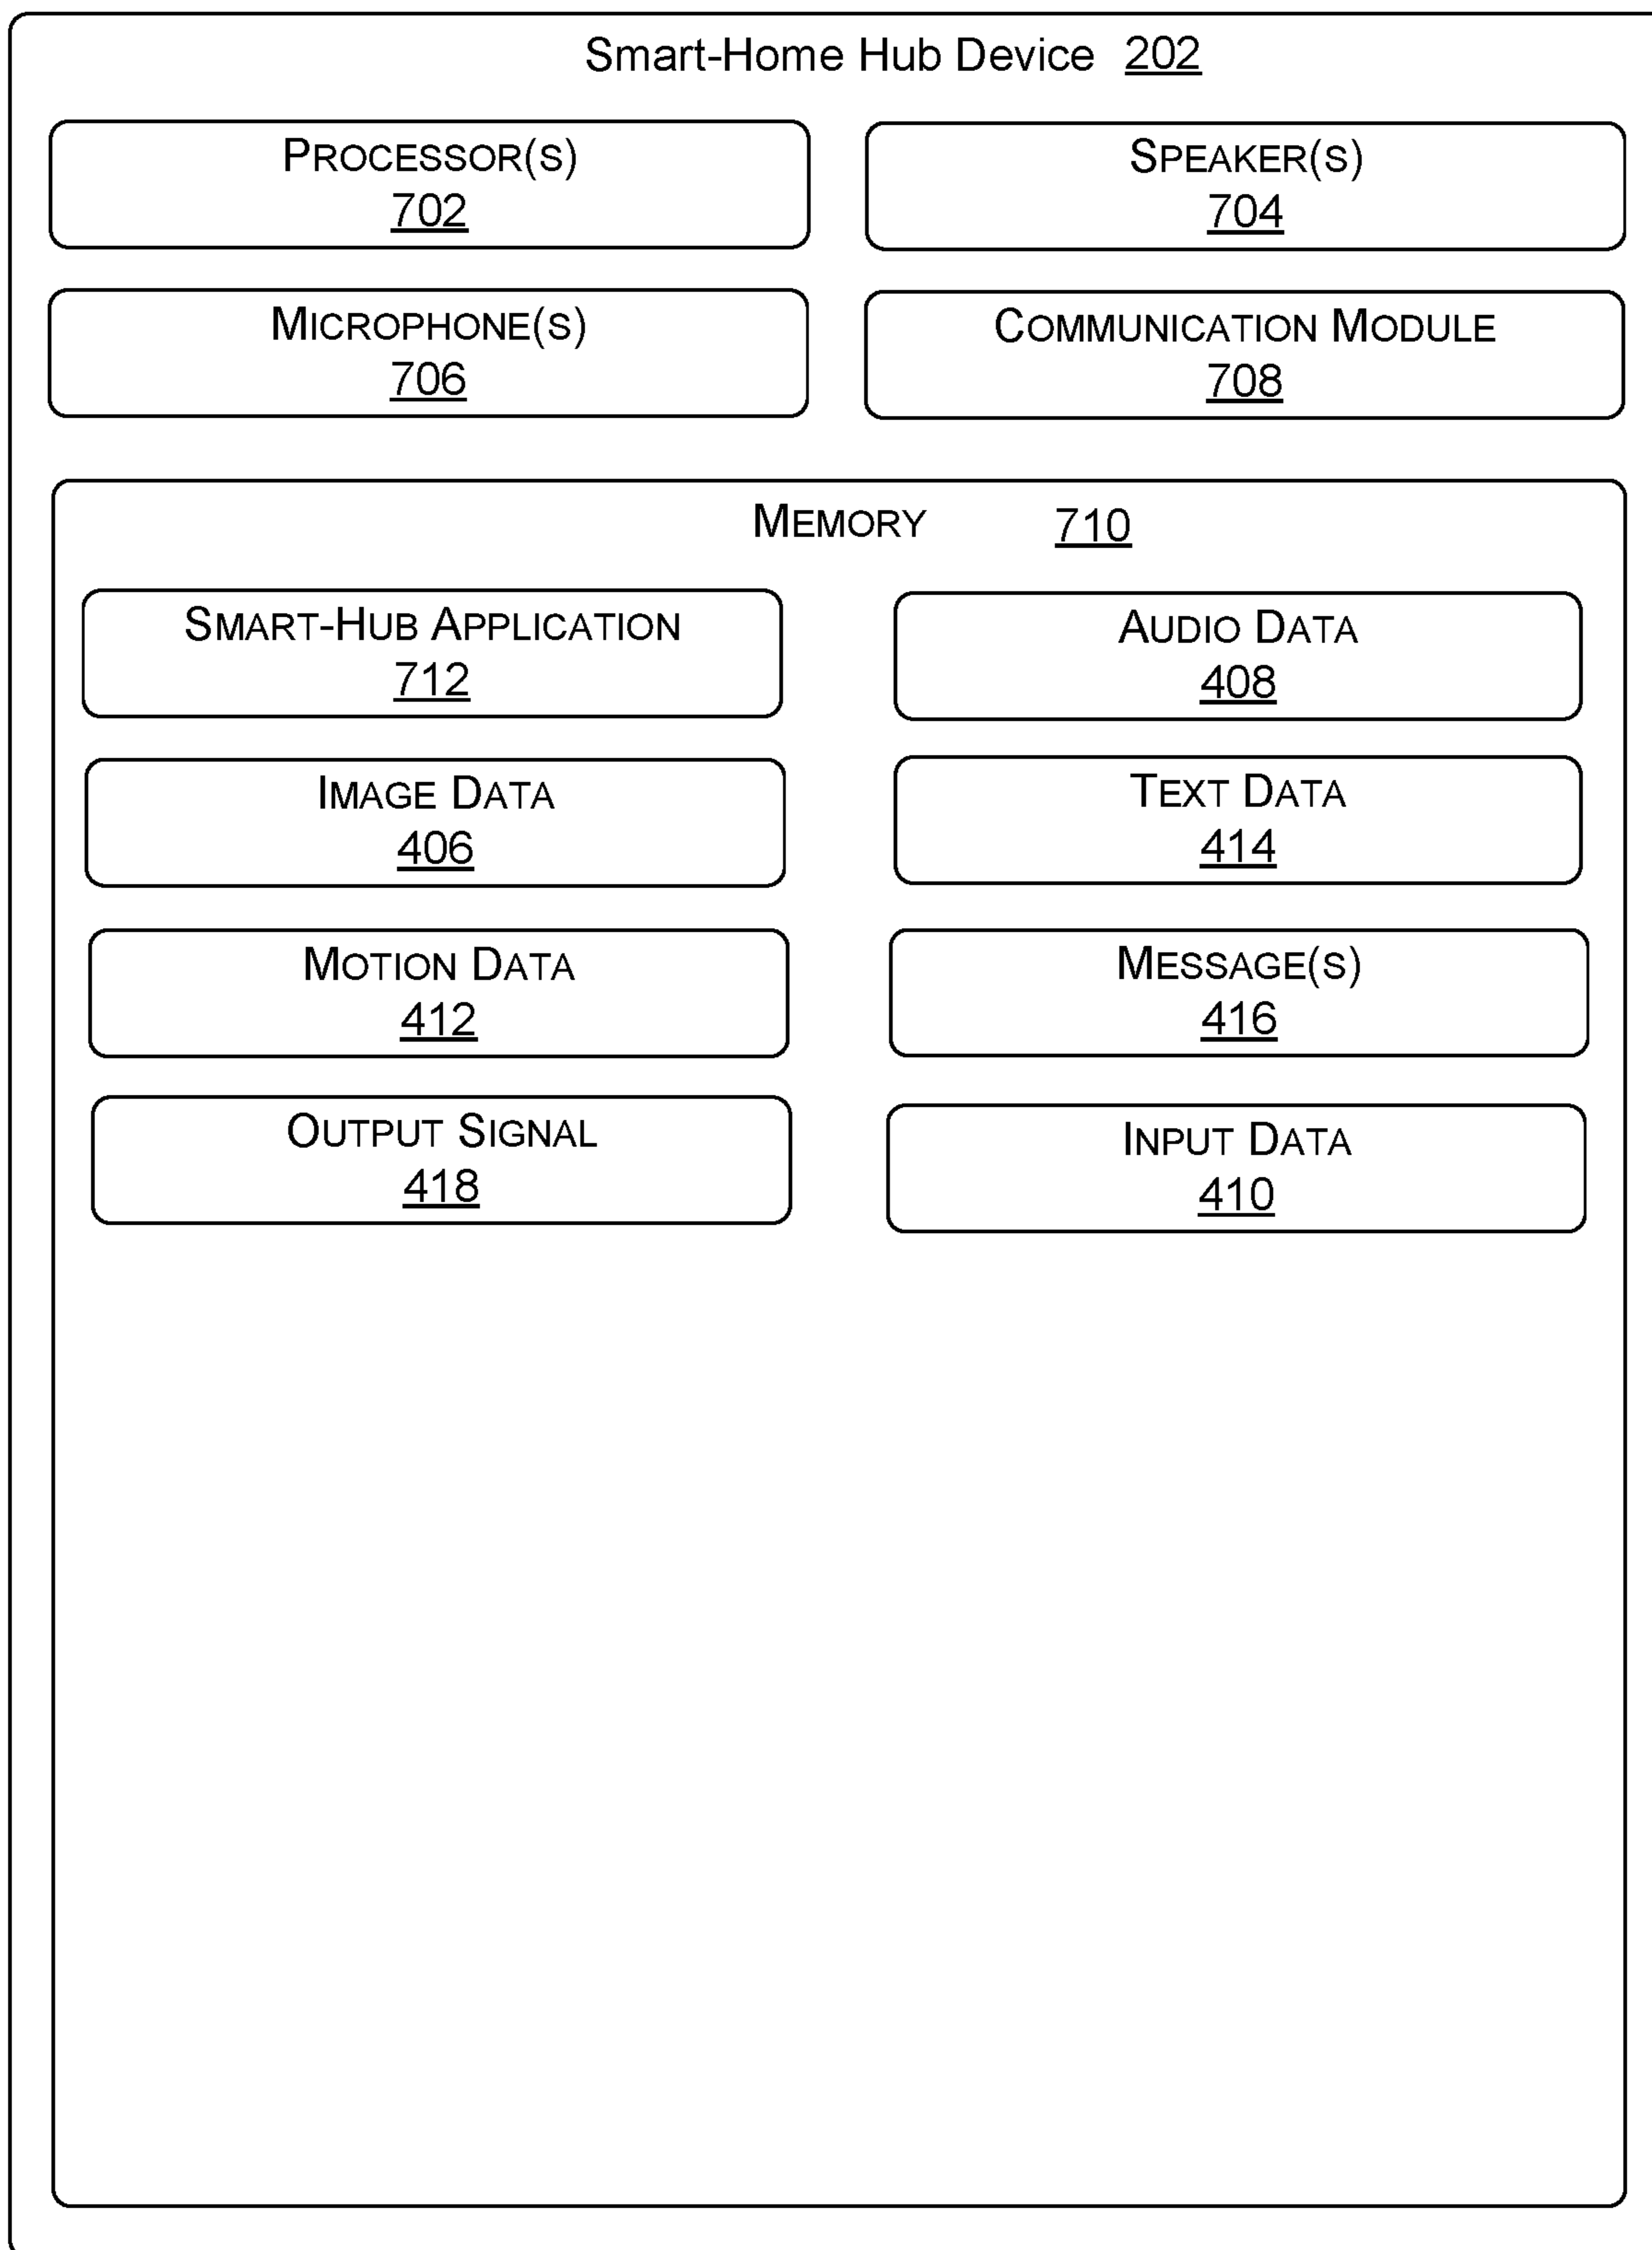 Smart-Home Hub Device 202
PROCESSOR(S)
702
SPEAKER(S)
704
MICROPHONE(S)
706
COMMUNICATION MODULE
708
MEMORY 710
SMART-HUB APPLICATION
712
AUDIO DATA
408
IMAGE DATA
406
TEXT DATA
414
MOTION DATA
412
MESSAGE(S)
416
OUTPUT SIGNAL
418
INPUT DATA
410